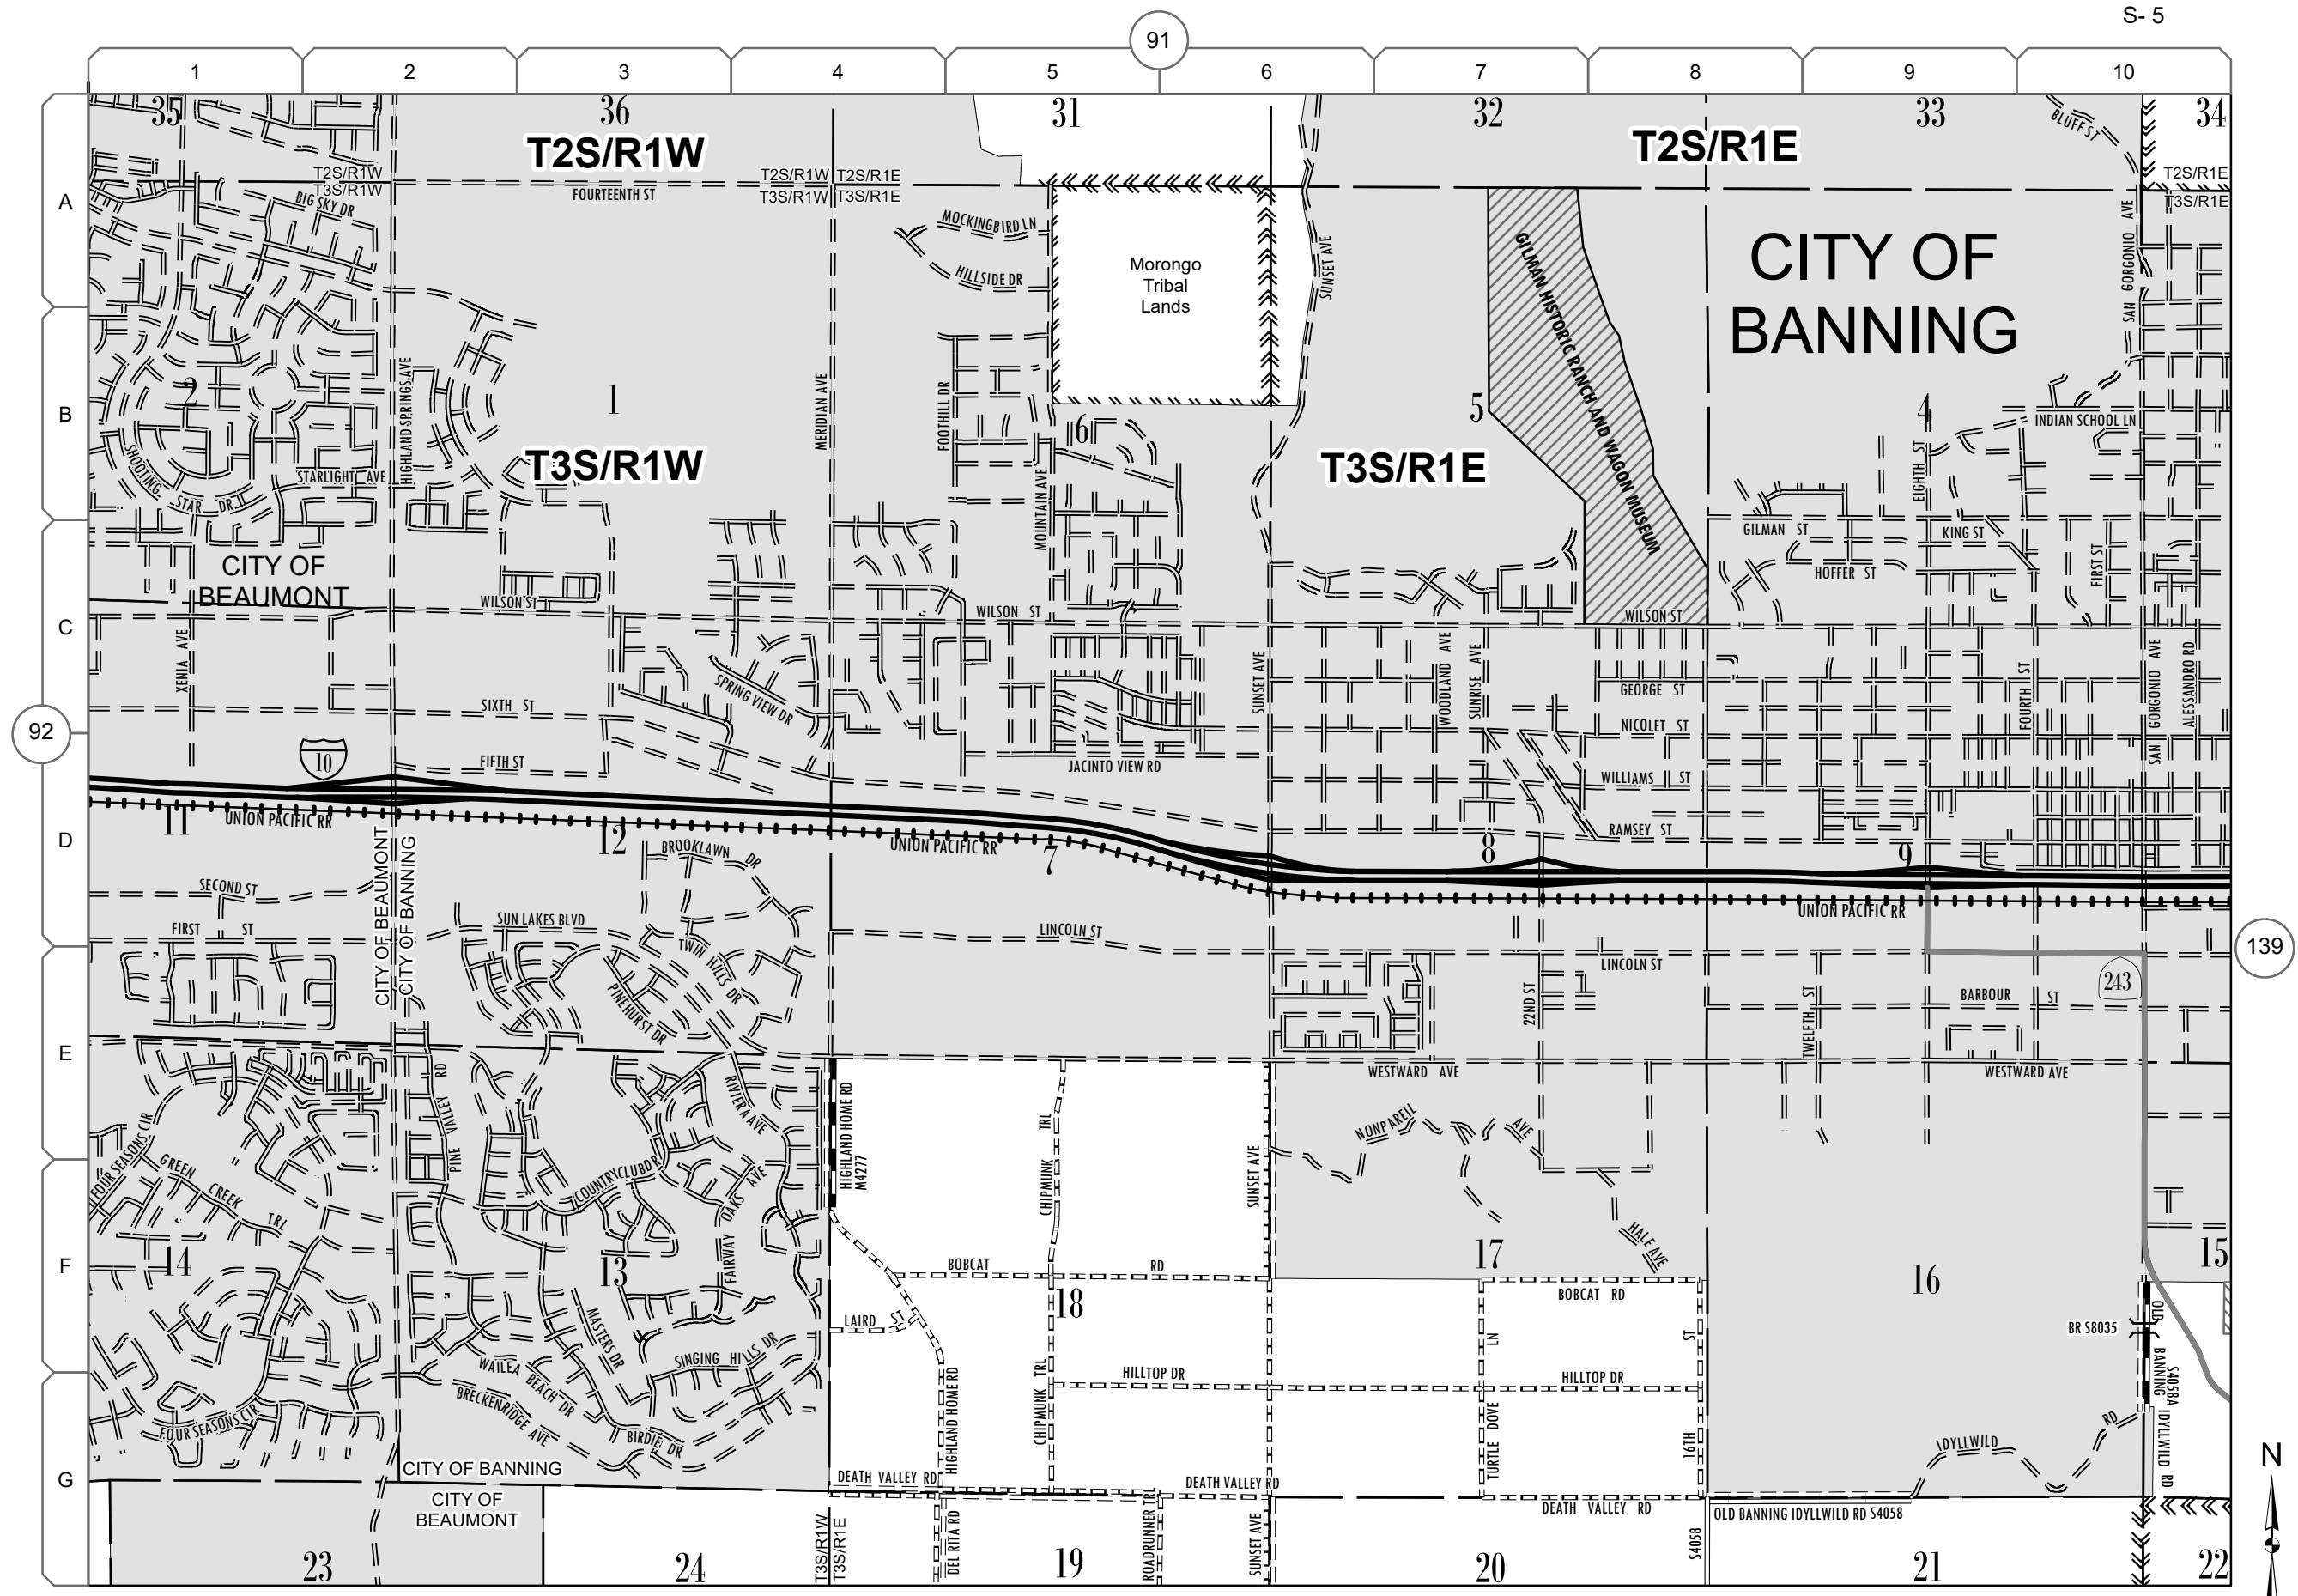 S- 5
91
1 2 3 4 5 6 7 8 9 10
35 36 31 32 33 34
T2S/R1W
T2S/R1E
BLUFF ST
T2S/R1W
T3S/R1W
T2S/R1W T2S/R1E
T3S/R1W T3S/R1E
T2S/R1E
T3S/R1E
A
FOURTEENTH ST
BIG SKY DR
MOCKINGBIRD LN
HILLSIDE DR
Morongo
Tribal
Lands
SUNSET AVE
GILMAN HISTORIC RANCH AND WAGON MUSEUM
CITY OF
BANNING
SAN GORGONIO AVE
B
2
1
6
5
4
HIGHLAND SPRINGS AVE
MERIDIAN AVE
FOOTHILL DR
MOUNTAIN AVE
INDIAN SCHOOL LN
EIGHTH ST
T3S/R1W
T3S/R1E
SHOOTING STAR DR
STARLIGHT AVE
GILMAN ST
KING ST
HOFFER ST
FIRST ST
CITY OF
BEAUMONT
C
WILSON ST
WILSON ST
WILSON ST
XENIA AVE
SPRING VIEW DR
SUNSET AVE
WOODLAND AVE
SUNRISE AVE
GEORGE ST
FOURTH ST
SAN GORGONIO AVE
ALESSANDRO RD
SIXTH ST
NICOLET ST
92
10
FIFTH ST
JACINTO VIEW RD
WILLIAMS ST
D
11
UNION PACIFIC RR
12
UNION PACIFIC RR
7
8
9
RAMSEY ST
BROOKLAWN DR
CITY OF BEAUMONT
CITY OF BANNING
SECOND ST
FIRST ST
SUN LAKES BLVD
LINCOLN ST
UNION PACIFIC RR
139
TWIN HILLS DR
PINEHURST DR
LINCOLN ST
22ND ST
TWELFTH ST
BARBOUR ST
243
E
WESTWARD AVE
WESTWARD AVE
PINE VALLEY RD
RIVIERA AVE
HIGHLAND HOME RD
M4277
CHIPMUNK TRL
SUNSET AVE
NONPARELL AVE
FOUR SEASONS CIR
GREEN CREEK TRL
COUNTRY CLUB DR
FAIRWAY OAKS AVE
HALE AVE
F
14
13
18
17
16
15
BOBCAT RD
BOBCAT RD
LAIRD ST
MASTERS DR
SINGING HILLS DR
WAILEA BEACH DR
BRECKENRIDGE AVE
BIRDIE DR
FOUR SEASONS CIR
HIGHLAND HOME RD
CHIPMUNK TRL
HILLTOP DR
HILLTOP DR
TURTLE DOVE LN
16TH ST
BR S8035
OLD BANNING IDYLLWILD RD
S4058A
IDYLLWILD RD
G
CITY OF BANNING
CITY OF
BEAUMONT
DEATH VALLEY RD
DEATH VALLEY RD
DEATH VALLEY RD
OLD BANNING IDYLLWILD RD S4058
T3S/R1W
T3S/R1E
DEL RITA RD
ROADRUNNER TRL
SUNSET AVE
S4058
23 24 19 20 21 22
N